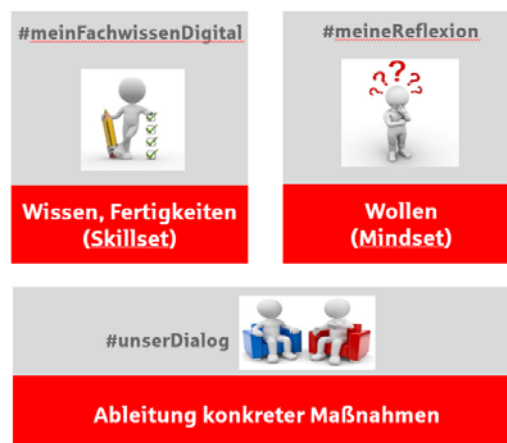 #meinFachwissenDigital
Wissen, Fertigkeiten
(Skillset)
#meineReflexion
Wollen
(Mindset)
#unserDialog
Ableitung konkreter Maßnahmen